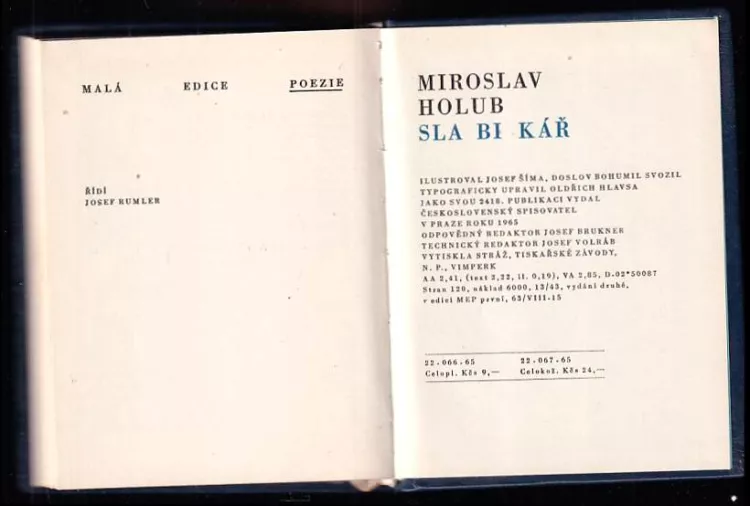 MALÁ EDICE POEZIE
ŘÍDÍ
JOSEF RUMLER
MIROSLAV
HOLUB
SLA BI KÁŘ
ILUSTROVAL JOSEF ŠÍMA, DOSLOV BOHUMIL SVOZIL
TYPOGRAFICKY UPRAVIL OLDŘICH HLAVSA
JAKO SVOU 2418. PUBLIKACI VYDAL
ČESKOSLOVENSKÝ SPISOVATEL
V PRAZE ROKU 1965
ODPOVĚDNÝ REDAKTOR JOSEF BRUKNER
TECHNICKÝ REDAKTOR JOSEF VOLRÁB
VYTISKLA STRÁŽ, TISKAŘSKÉ ZÁVODY,
N. P., VIMPERK
AA 2,41, (text 2,22, il. 0,19), VA 2,85, D-02*50087
Stran 120, náklad 6000, 13/43, vydání druhé,
v edici MEP první, 63/VIII-15
22-066-65 22-067-65
Celopl. Kčs 9,— Celokož. Kčs 24,—